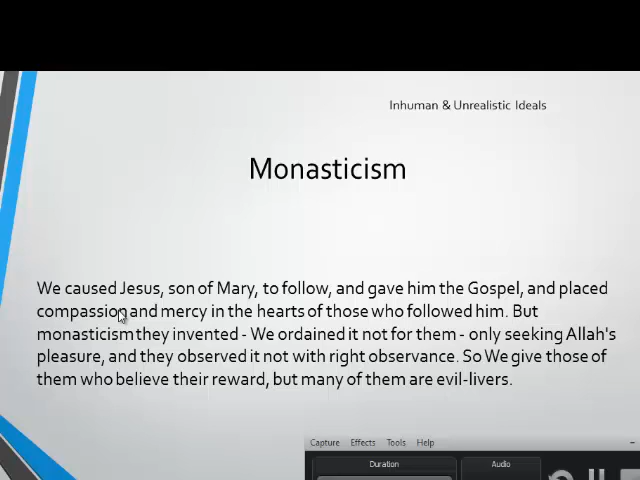 Inhuman & Unrealistic Ideals
Monasticism
We caused Jesus, son of Mary, to follow, and gave him the Gospel, and placed
compassion and mercy in the hearts of those who followed him. But
monasticism they invented - We ordained it not for them - only seeking Allah's
pleasure, and they observed it not with right observance. So We give those of
them who believe their reward, but many of them are evil-livers.
Capture Effects Tools Help
Duration Audio